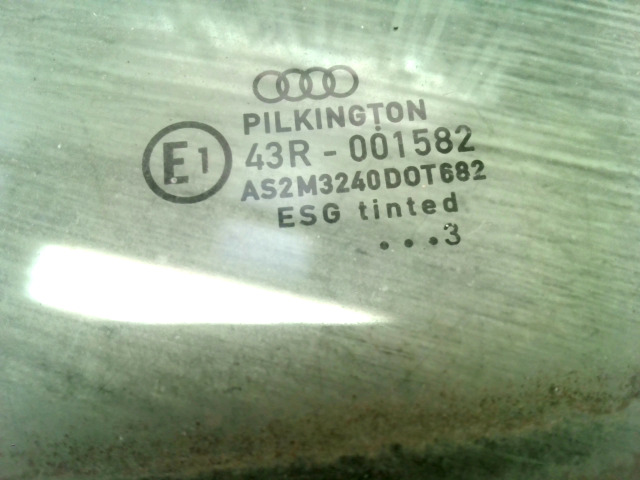 PILKINGTON
E1 43R - 001582
AS2M3240DOT682
ESG tinted
...3